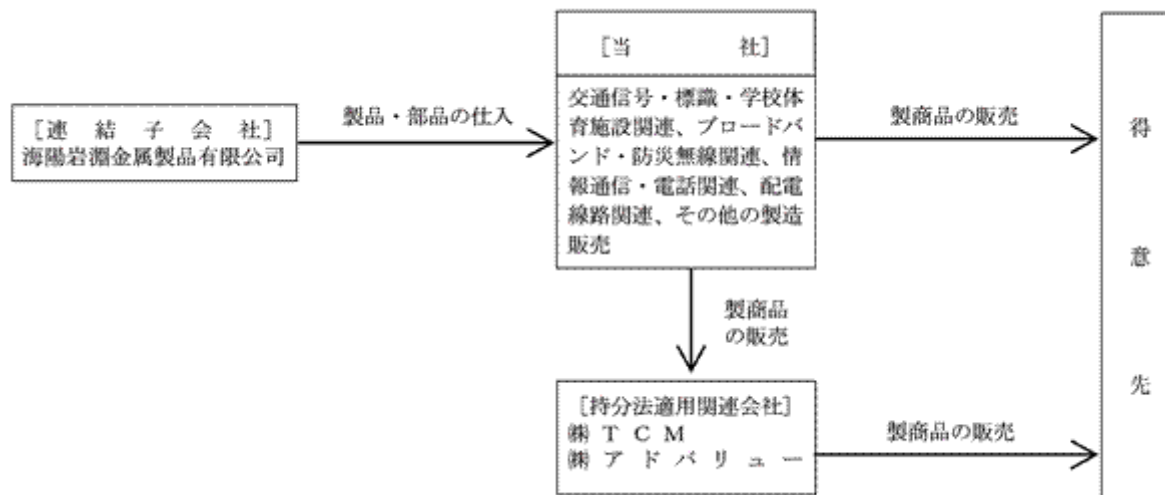 [連結子会社]
海陽岩淵金属製品有限公司
製品・部品の仕入
[当社]
交通信号・標識・学校体
育施設関連、ブロードバ
ンド・防災無線関連、情
報通信・電話関連、配電
線路関連、その他の製造
販売
製商品の販売
製商品
の販売
[持分法適用関連会社]
㈱TCM
㈱アドバリュー
製商品の販売
得意先